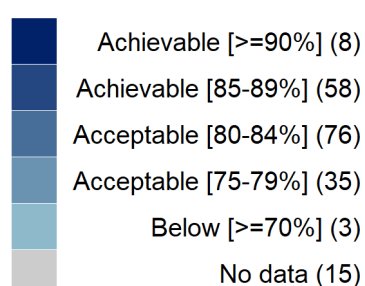 Achievable [>=90%] (8)
Achievable [85-89%] (58)
Acceptable [80-84%] (76)
Acceptable [75-79%] (35)
Below [>=70%] (3)
No data (15)